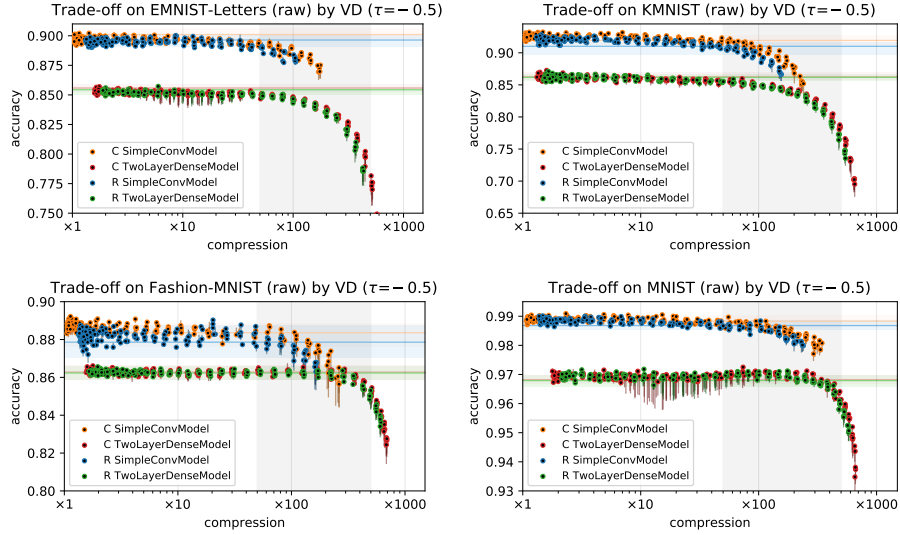 Trade-off on EMNIST-Letters (raw) by VD (τ=−0.5)
accuracy
0.900
0.875
0.850
0.825
0.800
0.775
0.750
C SimpleConvModel
C TwoLayerDenseModel
R SimpleConvModel
R TwoLayerDenseModel
×1 ×10 ×100 ×1000
compression
Trade-off on KMNIST (raw) by VD (τ=−0.5)
accuracy
0.90
0.85
0.80
0.75
0.70
0.65
C SimpleConvModel
C TwoLayerDenseModel
R SimpleConvModel
R TwoLayerDenseModel
×1 ×10 ×100 ×1000
compression
Trade-off on Fashion-MNIST (raw) by VD (τ=−0.5)
accuracy
0.90
0.88
0.86
0.84
0.82
0.80
C SimpleConvModel
C TwoLayerDenseModel
R SimpleConvModel
R TwoLayerDenseModel
×1 ×10 ×100 ×1000
compression
Trade-off on MNIST (raw) by VD (τ=−0.5)
accuracy
0.99
0.98
0.97
0.96
0.95
0.94
0.93
C SimpleConvModel
C TwoLayerDenseModel
R SimpleConvModel
R TwoLayerDenseModel
×1 ×10 ×100 ×1000
compression